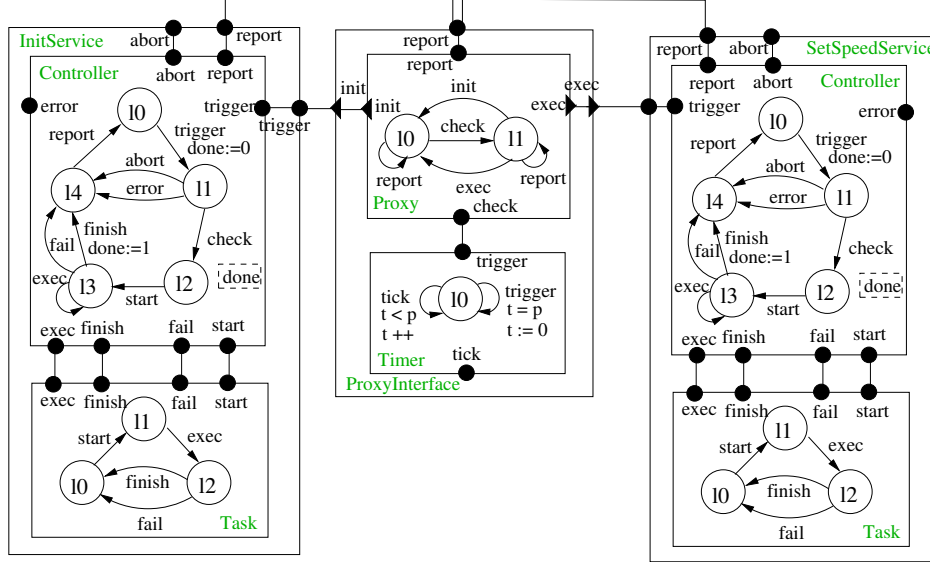 InitService
abort
report
Controller
abort
report
error
trigger
trigger
l0
report
trigger
done:=0
abort
error
l4
l1
fail
finish
done:=1
check
exec
l3
start
l2
done
exec
finish
fail
start
exec
finish
fail
start
l1
start
exec
l0
finish
l2
fail
Task
report
report
init
init
init
exec
exec
l0
check
l1
report
exec
report
Proxy
check
trigger
tick
t < p
t ++
l0
trigger
t = p
t := 0
Timer
tick
ProxyInterface
report
abort
SetSpeedService
report
abort
Controller
trigger
error
l0
report
trigger
done:=0
abort
error
l4
l1
fail
finish
done:=1
check
exec
l3
start
l2
done
exec
finish
fail
start
exec
finish
fail
start
l1
start
exec
l0
finish
l2
fail
Task